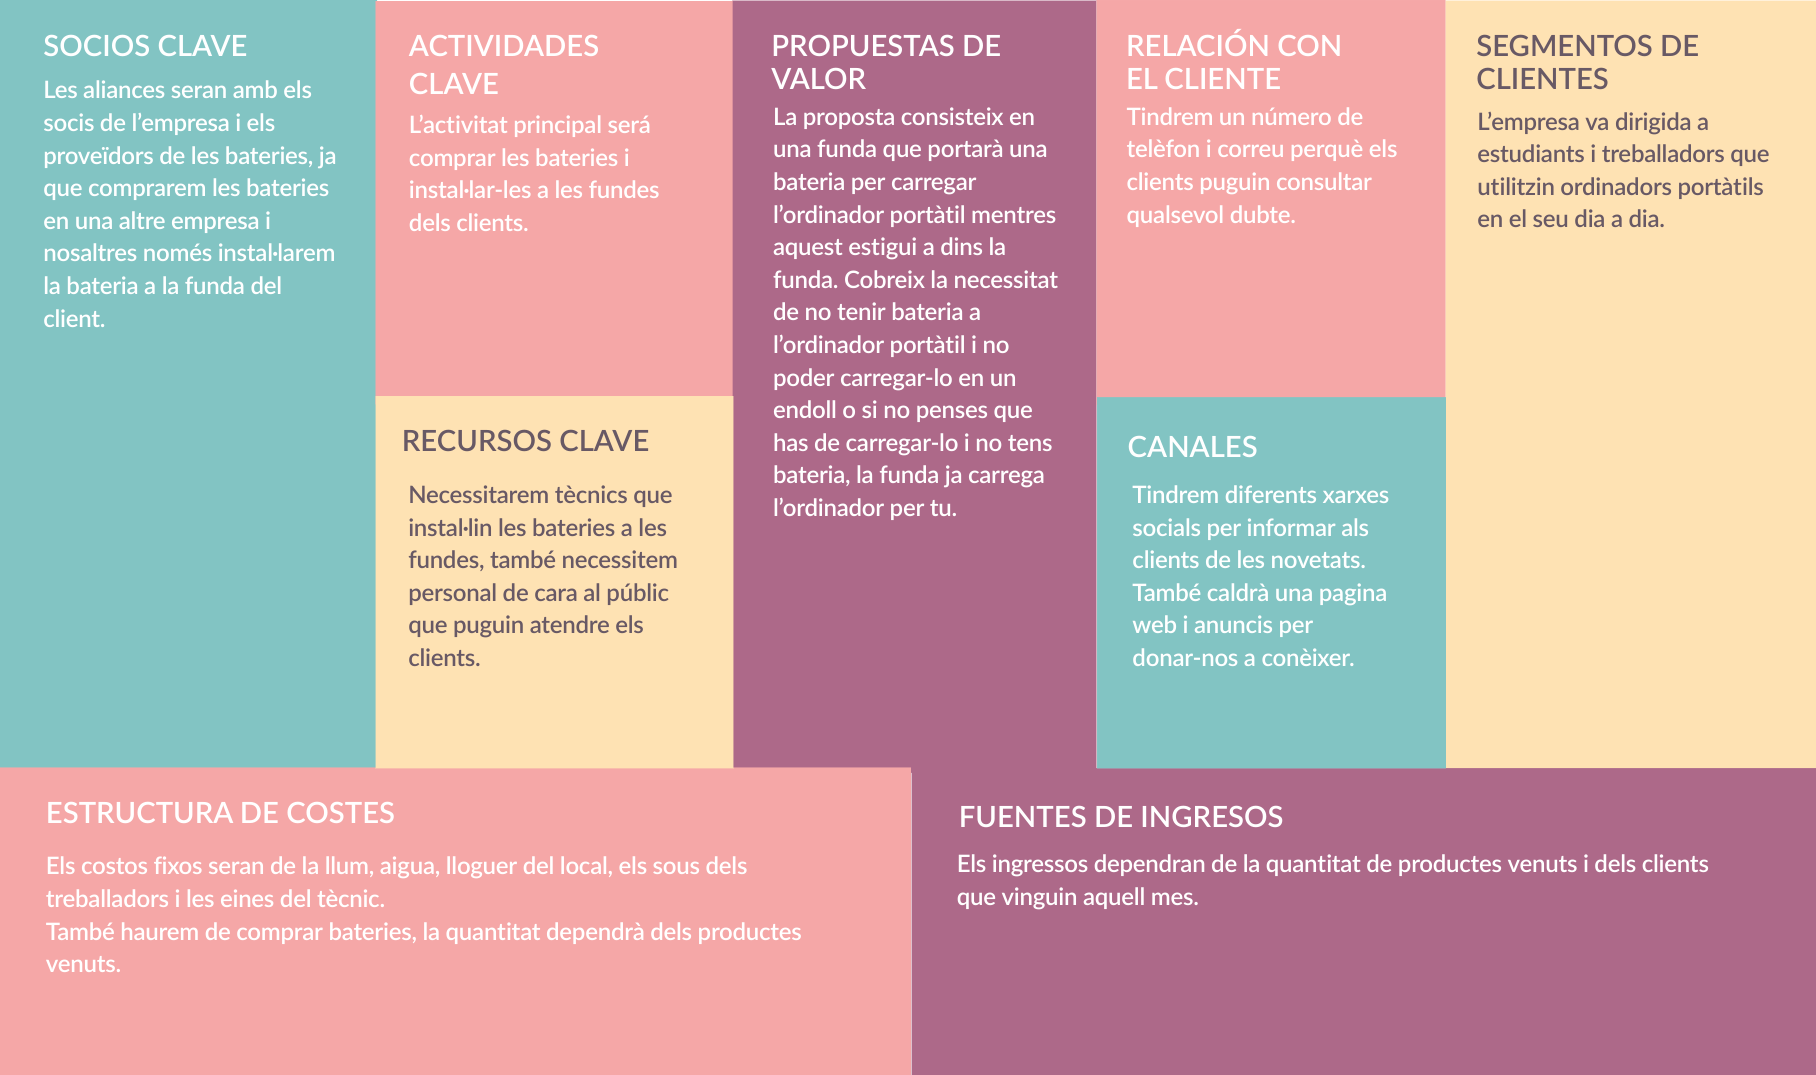 SOCIOS CLAVE
Les aliances seran amb els
socis de l'empresa i els
proveïdors de les bateries, ja
que comprarem les bateries
en una altre empresa i
nosaltres només instal·larem
la bateria a la funda del
client.
ACTIVIDADES
CLAVE
L'activitat principal será
comprar les bateries i
instal·lar-les a les fundes
dels clients.
RECURSOS CLAVE
Necessitarem tècnics que
instal·lin les bateries a les
fundes, també necessitem
personal de cara al públic
que puguin atendre els
clients.
PROPUESTAS DE
VALOR
La proposta consisteix en
una funda que portarà una
bateria per carregar
l'ordinador portàtil mentres
aquest estigui a dins la
funda. Cobreix la necessitat
de no tenir bateria a
l'ordinador portàtil i no
poder carregar-lo en un
endoll o si no penses que
has de carregar-lo i no tens
bateria, la funda ja carrega
l'ordinador per tu.
RELACIÓN CON
EL CLIENTE
Tindrem un número de
telèfon i correu perquè els
clients puguin consultar
qualsevol dubte.
CANALES
Tindrem diferents xarxes
socials per informar als
clients de les novetats.
També caldrà una pagina
web i anuncis per
donar-nos a conèixer.
SEGMENTOS DE
CLIENTES
L'empresa va dirigida a
estudiants i treballadors que
utilitzin ordinadors portàtils
en el seu dia a dia.
ESTRUCTURA DE COSTES
Els costos fixos seran de la llum, aigua, lloguer del local, els sous dels
treballadors i les eines del tècnic.
També haurem de comprar bateries, la quantitat dependrà dels productes
venuts.
FUENTES DE INGRESOS
Els ingressos dependran de la quantitat de productes venuts i dels clients
que vinguin aquell mes.